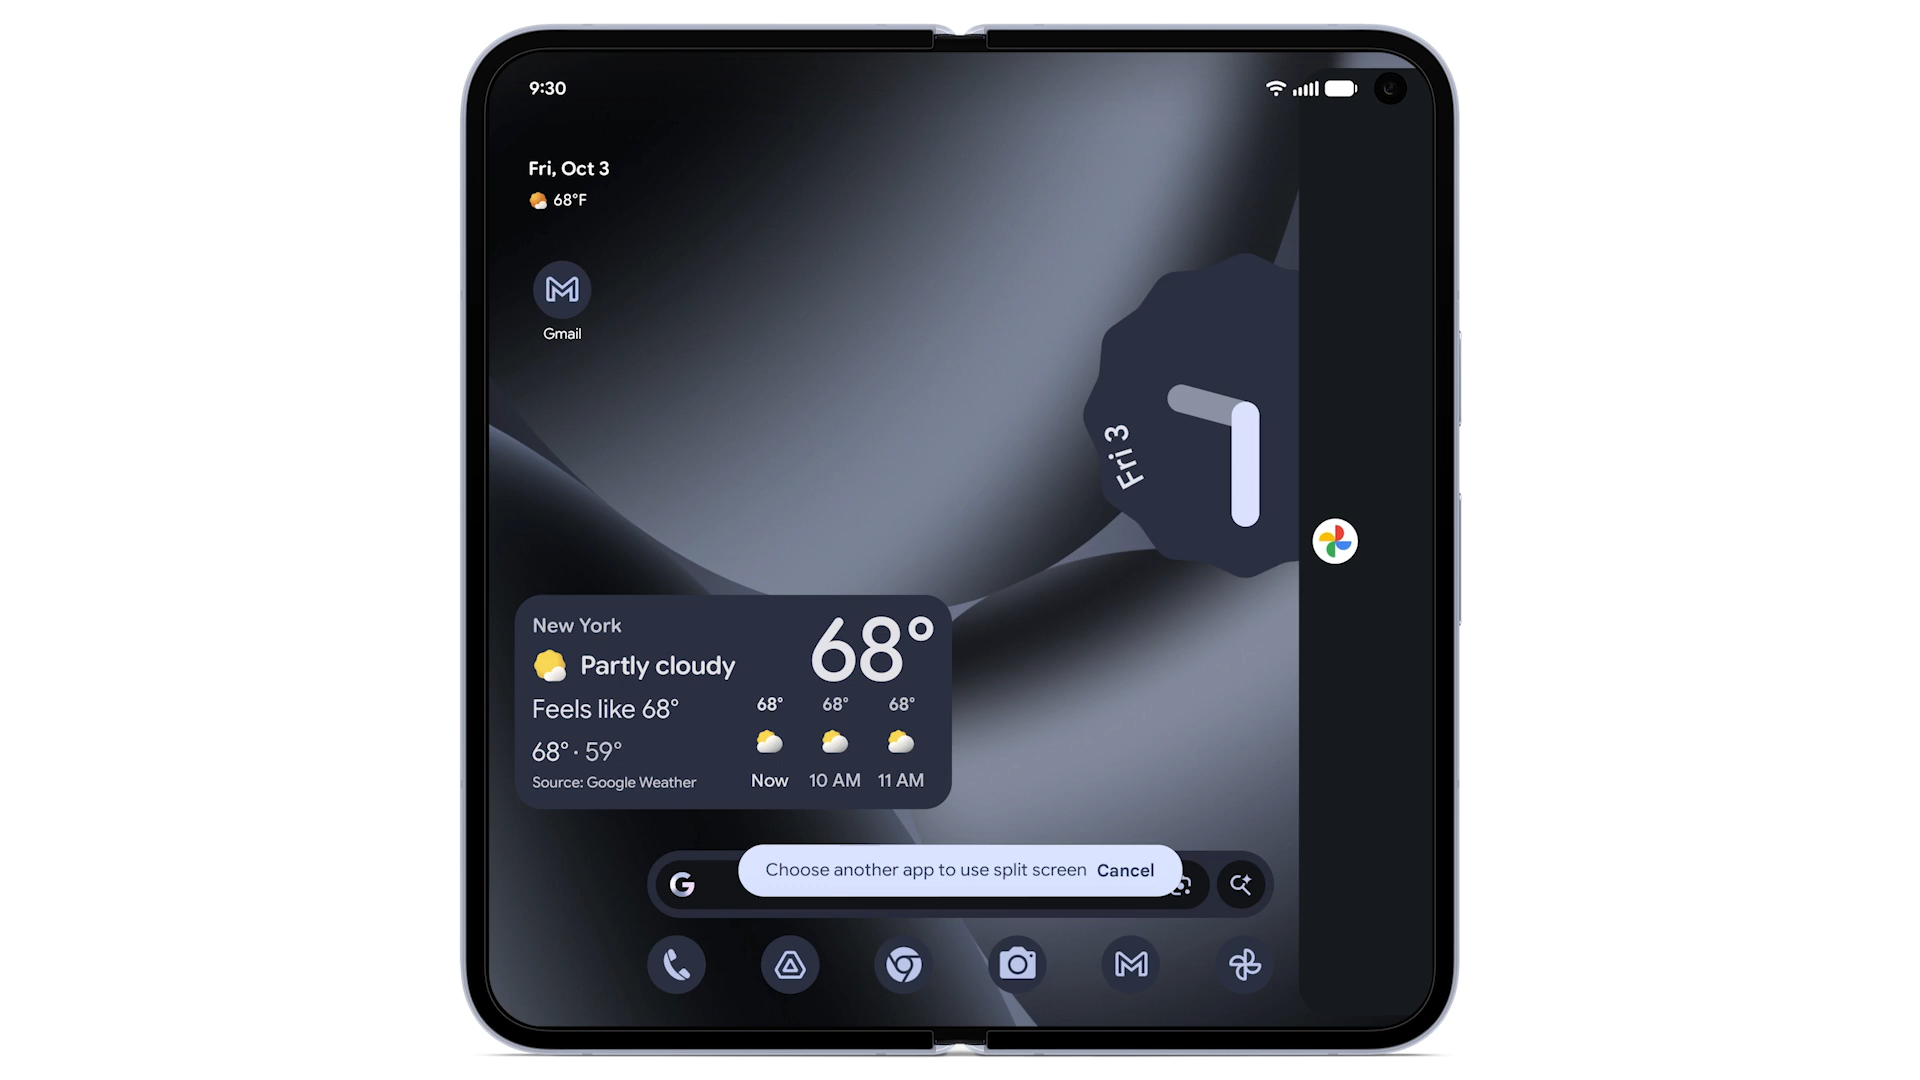 9:30
Fri, Oct 3
68°F
Gmail
Fri 3
New York
68°
Partly cloudy
Feels like 68°
68° · 59°
Source: Google Weather
68° 68° 68°
Now 10 AM 11 AM
G
Choose another app to use split screen Cancel